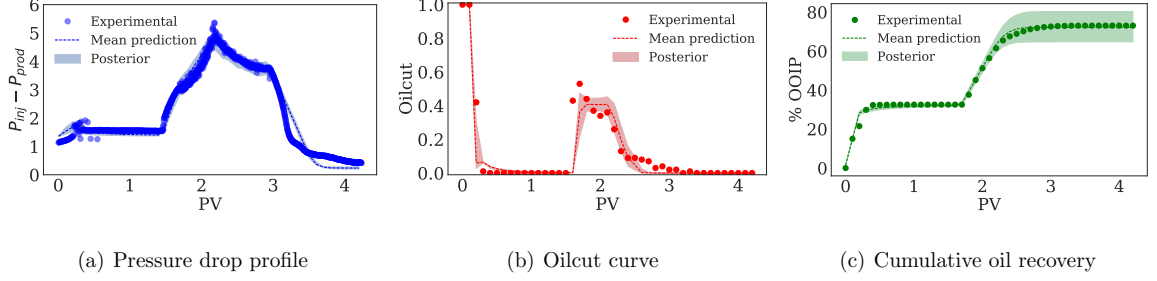 6
5
4
3
2
1
0
P_inj − P_prod
Experimental
Mean prediction
Posterior
0 1 2 3 4
PV
1.0
0.8
0.6
0.4
0.2
0.0
Oilcut
Experimental
Mean prediction
Posterior
0 1 2 3 4
PV
80
60
40
20
0
% OOIP
Experimental
Mean prediction
Posterior
0 1 2 3 4
PV
(a) Pressure drop profile
(b) Oilcut curve
(c) Cumulative oil recovery